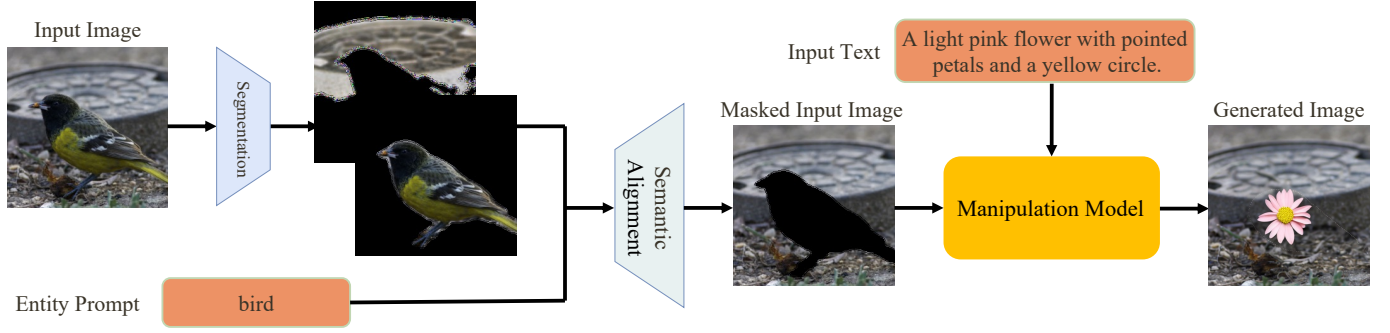 Input Image
Segmentation
Entity Prompt
bird
Semantic
Alignment
Masked Input Image
Input Text
A light pink flower with pointed
petals and a yellow circle.
Manipulation Model
Generated Image